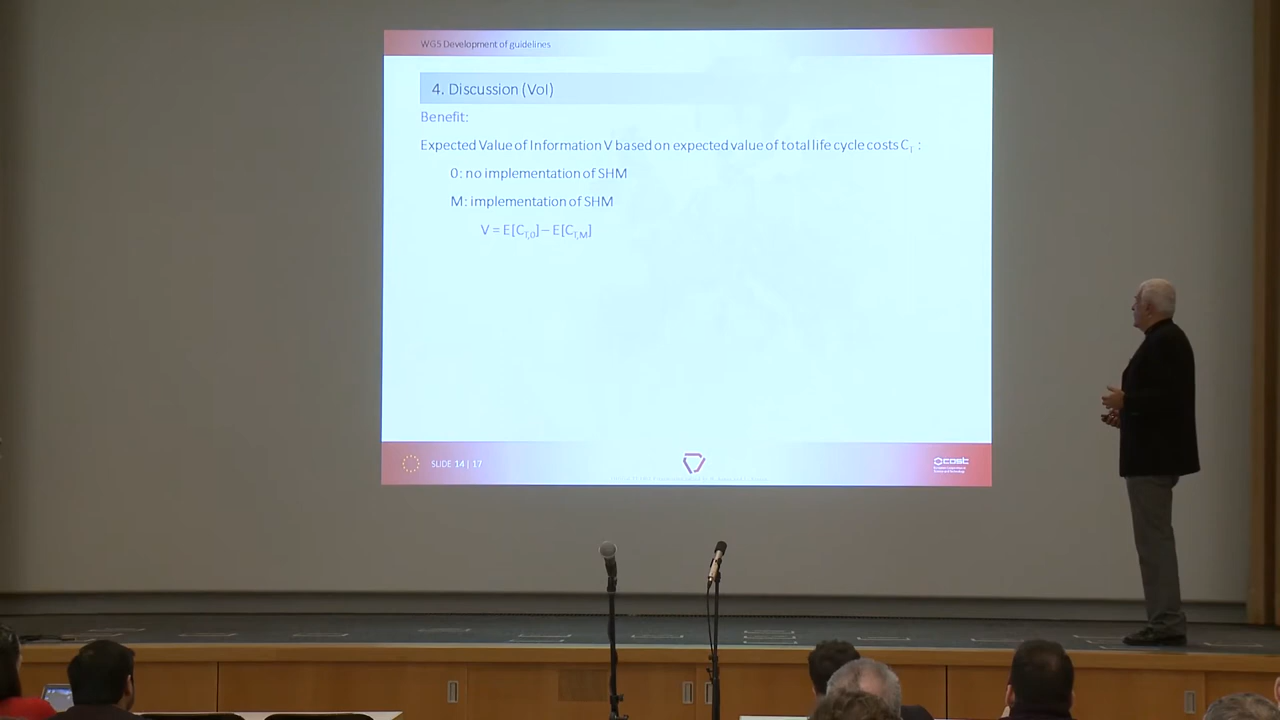 WG5 Development of guidelines
4. Discussion (VoI)
Benefit:
Expected Value of Information V based on expected value of total life cycle costs C_T :
0: no implementation of SHM
M: implementation of SHM
V = E[C_T,0] – E[C_T,M]
SLIDE 14 | 17
cost